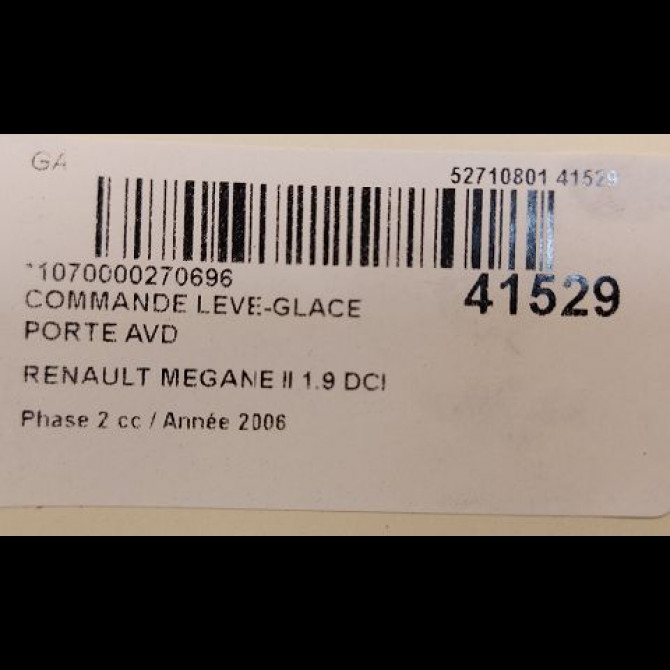 GA
52710801 41529
*1070000270696
41529
COMMANDE LEVE-GLACE
PORTE AVD
RENAULT MEGANE II 1.9 DCI
Phase 2 cc / Année 2006